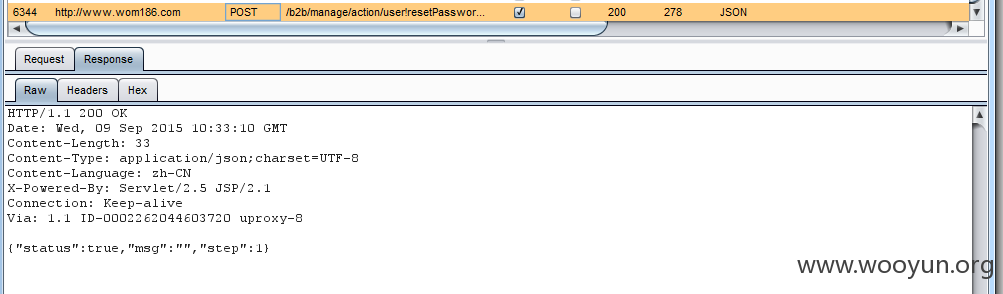 6344 http://www.wom186.com POST /b2b/manage/action/user!resetPasswor... 200 278 JSON
Request Response
Raw Headers Hex
HTTP/1.1 200 OK
Date: Wed, 09 Sep 2015 10:33:10 GMT
Content-Length: 33
Content-Type: application/json;charset=UTF-8
Content-Language: zh-CN
X-Powered-By: Servlet/2.5 JSP/2.1
Connection: Keep-alive
Via: 1.1 ID-0002262044603720 uproxy-8
{"status":true,"msg":"","step":1}
www.wooyun.org